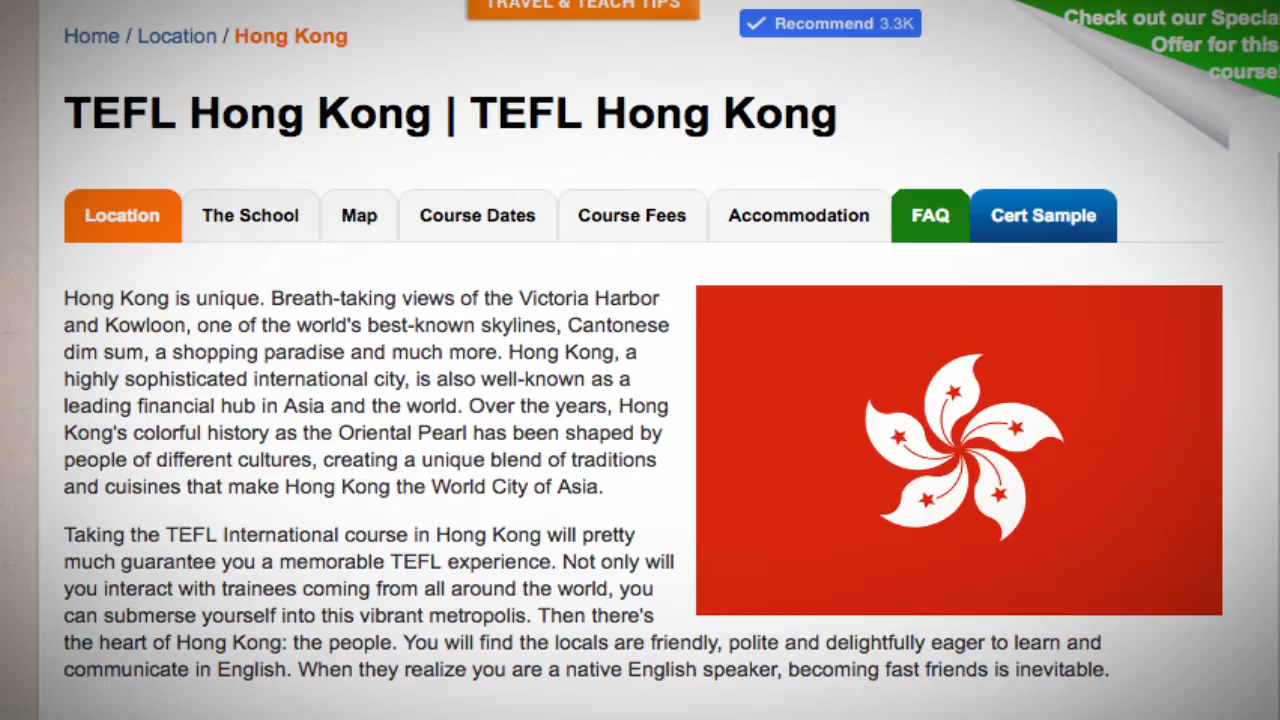 TRAVEL & TEACH TIPS
Home / Location / Hong Kong
Recommend 3.3K
Check out our Specia
Offer for this
course
TEFL Hong Kong | TEFL Hong Kong
Location
The School
Map
Course Dates
Course Fees
Accommodation
FAQ
Cert Sample
Hong Kong is unique. Breath-taking views of the Victoria Harbor
and Kowloon, one of the world's best-known skylines, Cantonese
dim sum, a shopping paradise and much more. Hong Kong, a
highly sophisticated international city, is also well-known as a
leading financial hub in Asia and the world. Over the years, Hong
Kong's colorful history as the Oriental Pearl has been shaped by
people of different cultures, creating a unique blend of traditions
and cuisines that make Hong Kong the World City of Asia.
Taking the TEFL International course in Hong Kong will pretty
much guarantee you a memorable TEFL experience. Not only will
you interact with trainees coming from all around the world, you
can submerse yourself into this vibrant metropolis. Then there's
the heart of Hong Kong: the people. You will find the locals are friendly, polite and delightfully eager to learn and
communicate in English. When they realize you are a native English speaker, becoming fast friends is inevitable.